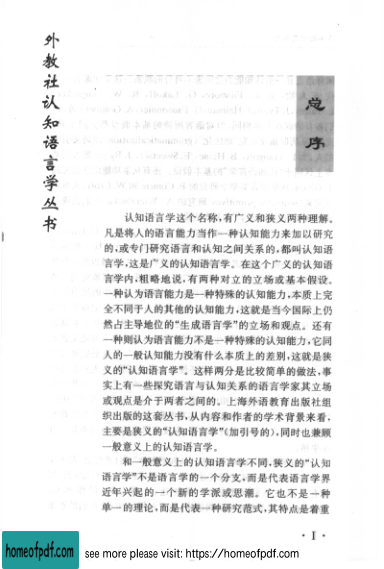 外教社认知语言学丛书
总序
认知语言学这个名称,有广义和狭义两种理解。
凡是将人的语言能力当作一种认知能力来加以研究
的,或专门研究语言和认知之间关系的,都叫认知语
言学,这是广义的认知语言学。在这个广义的认知语
言学内,粗略地说,有两种对立的立场或基本假设。
一种认为语言能力是一种特殊的认知能力,本质上完
全不同于人的其他的认知能力,这就是当今国际上仍
然占主导地位的“生成语言学”的立场和观点。还有
一种则认为语言能力不是一种特殊的认知能力,它同
人的一般认知能力没有什么本质上的差别,这就是狭
义的“认知语言学”。这样两分是比较简单的做法,事
实上有一些探究语言与认知关系的语言学家其立场
或观点是介于两者之间的。上海外语教育出版社组
织出版的这套丛书,从内容和作者的学术背景来看,
主要是狭义的“认知语言学”(加引号的),同时也兼顾
一般意义上的认知语言学。
和一般意义上的认知语言学不同,狭义的“认知
语言学”不是语言学的一个分支,而是代表语言学界
近年兴起的一个新的学派或思潮。它也不是一种
单一的理论,而是代表一种研究范式,其特点是着重
· I ·
homeofpdf.com
see more please visit: https://homeofpdf.com